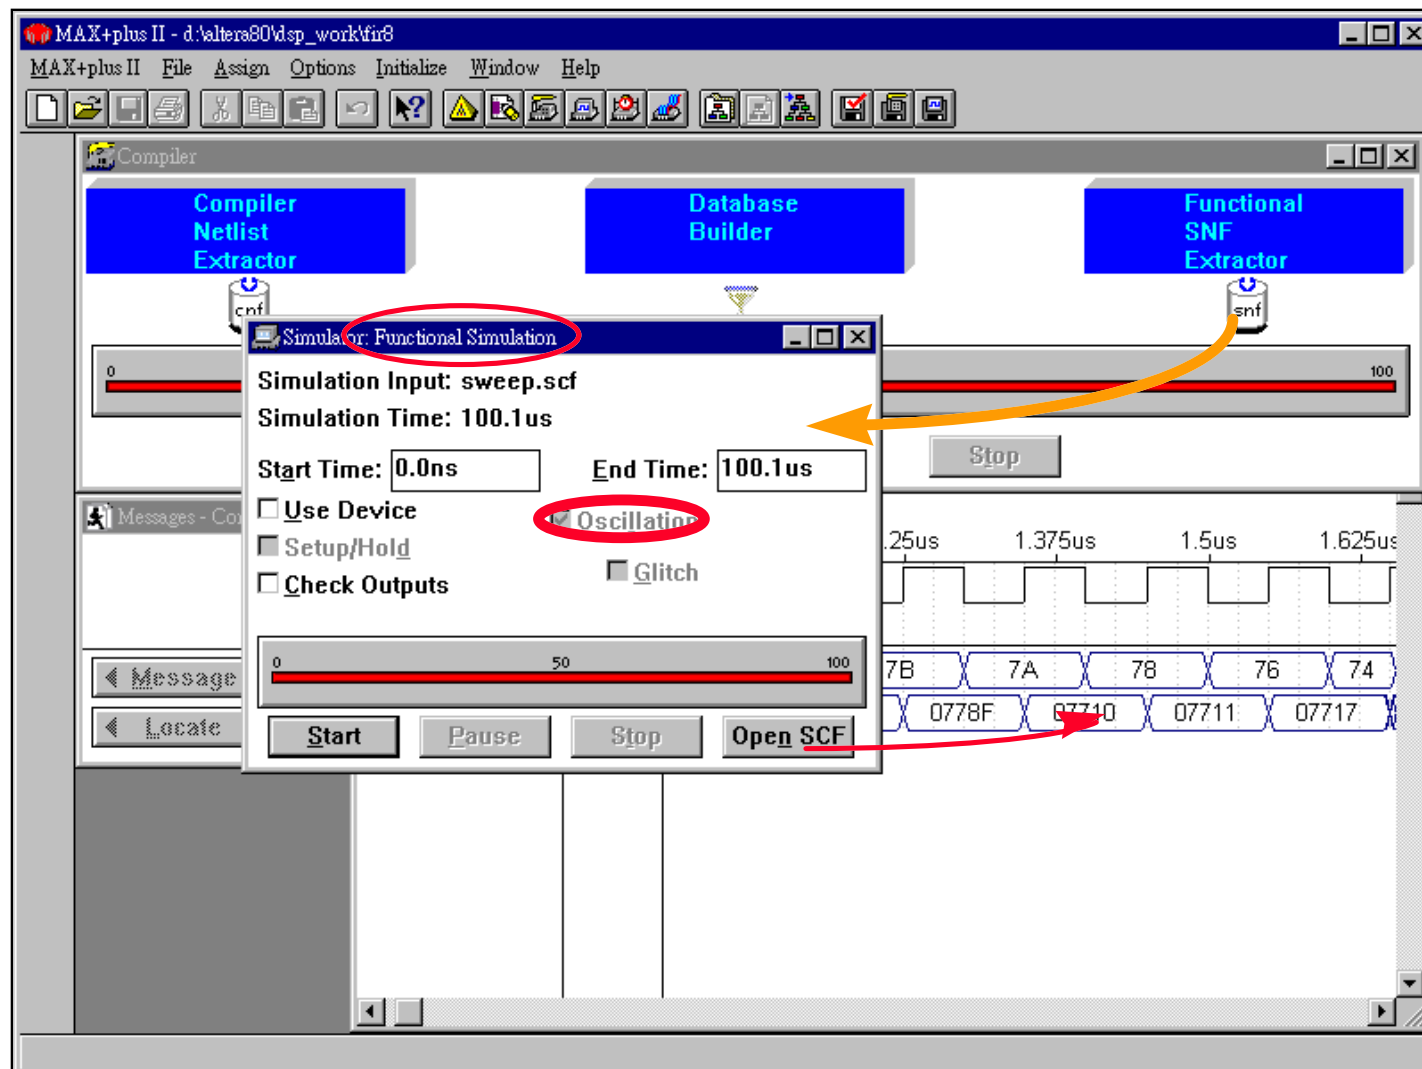 MAX+plus II - d:\altera80\dsp_work\fir8
MAX+plus II File Assign Options Initialize Window Help
Compiler
Compiler
Netlist
Extractor
Database
Builder
Functional
SNF
Extractor
cnf
snf
0
100
Stop
Simulator: Functional Simulation
Simulation Input: sweep.scf
Simulation Time: 100.1us
Start Time: 0.0ns
End Time: 100.1us
Use Device
Oscillation
Setup/Hold
Glitch
Check Outputs
0 50 100
Start Pause Stop Open SCF
Messages - Co
Message
Locate
.25us 1.375us 1.5us 1.625us
7B 7A 78 76 74
0778F 07710 07711 07717